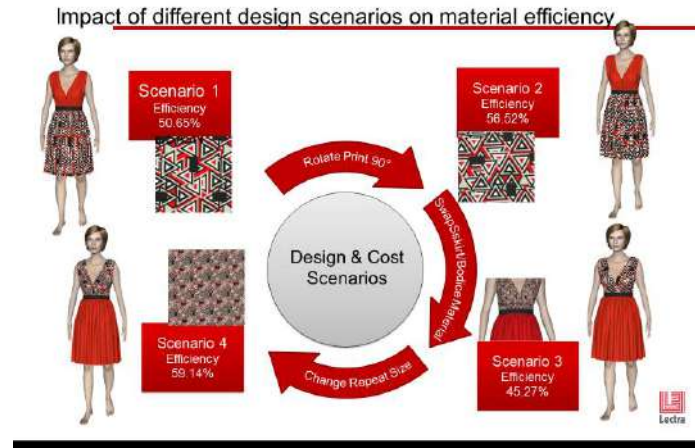 Impact of different design scenarios on material efficiency
Scenario 1
Efficiency
50.65%
Scenario 2
Efficiency
56.52%
Rotate Print 90°
SwapSskirt/Bodice Material
Design & Cost
Scenarios
Scenario 4
Efficiency
59.14%
Scenario 3
Efficiency
45.27%
Change Repeat Size
Lectra